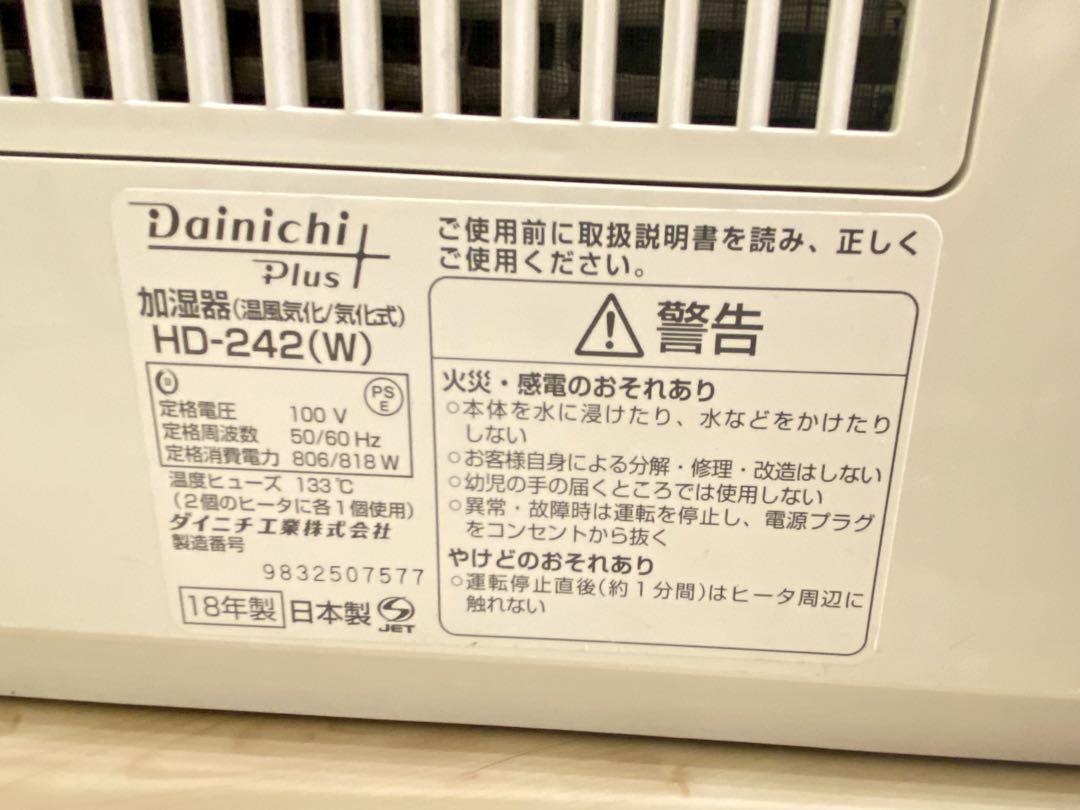 Dainichi
Plus
加湿器(温風気化/気化式)
HD-242(W)
PS
E
定格電圧 100 V
定格周波数 50/60 Hz
定格消費電力 806/818 W
温度ヒューズ 133℃
(2個のヒータに各1個使用)
ダイニチ工業株式会社
製造番号
9832507577
18年製 日本製
JET
ご使用前に取扱説明書を読み、正しく
ご使用ください。
警告
火災・感電のおそれあり
○本体を水に浸けたり、水などをかけたり
しない
○お客様自身による分解・修理・改造はしない
○幼児の手の届くところでは使用しない
○異常・故障時は運転を停止し、電源プラグ
をコンセントから抜く
やけどのおそれあり
○運転停止直後(約1分間)はヒータ周辺に
触れない